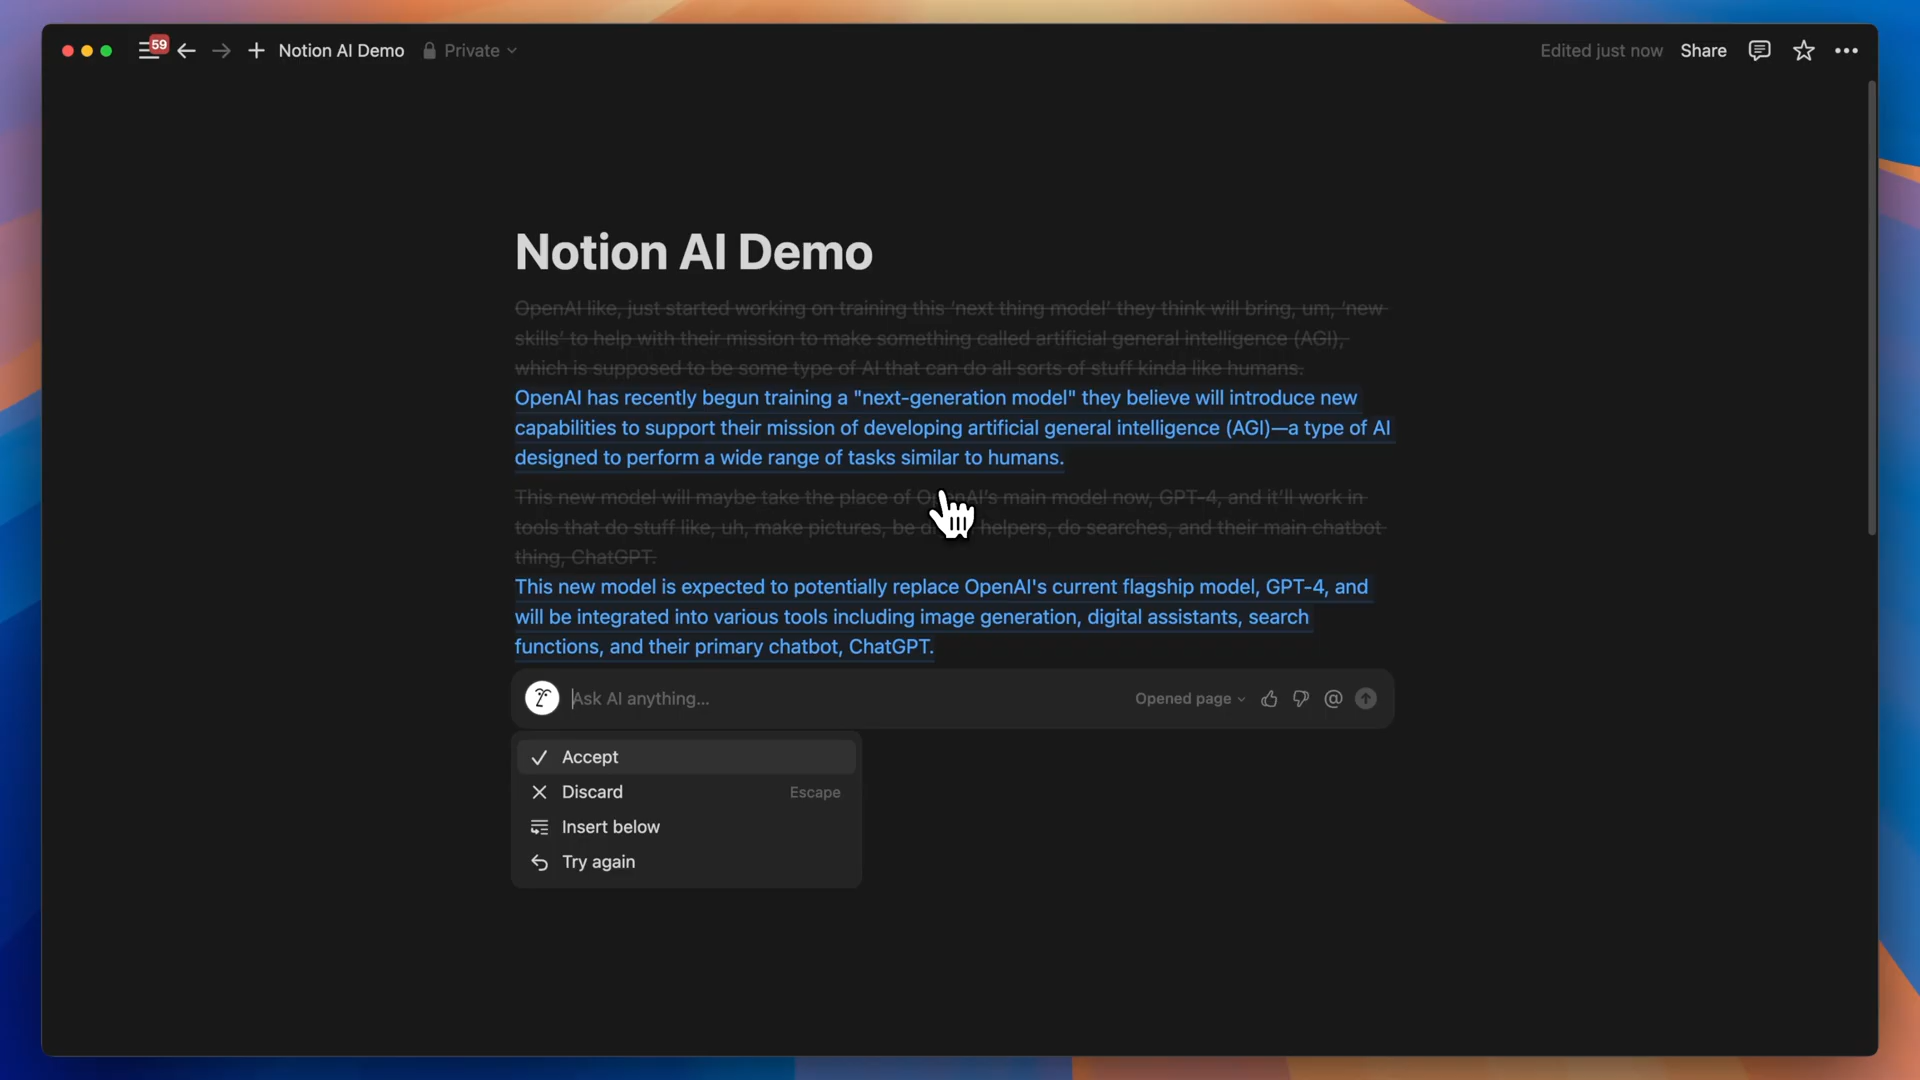 59
Notion AI Demo
Private
Edited just now
Share
Notion AI Demo
OpenAI like, just started working on training this ‘next thing model’ they think will bring, um, ‘new
skills’ to help with their mission to make something called artificial general intelligence (AGI),
which is supposed to be some type of AI that can do all sorts of stuff kinda like humans.
OpenAI has recently begun training a "next-generation model" they believe will introduce new
capabilities to support their mission of developing artificial general intelligence (AGI)—a type of AI
designed to perform a wide range of tasks similar to humans.
This new model will maybe take the place of OpenAI’s main model now, GPT-4, and it’ll work in
tools that do stuff like, uh, make pictures, be helpers, do searches, and their main chatbot
thing, ChatGPT.
This new model is expected to potentially replace OpenAI's current flagship model, GPT-4, and
will be integrated into various tools including image generation, digital assistants, search
functions, and their primary chatbot, ChatGPT.
Ask AI anything...
Opened page
@
Accept
Discard
Escape
Insert below
Try again